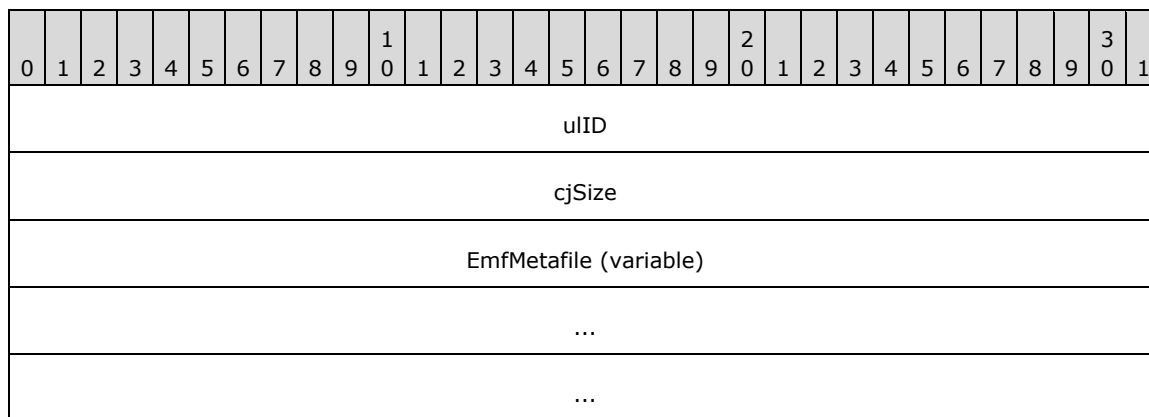 1 2 3
0 1 2 3 4 5 6 7 8 9 0 1 2 3 4 5 6 7 8 9 0 1 2 3 4 5 6 7 8 9 0 1
ulID
cjSize
EmfMetafile (variable)
...
...